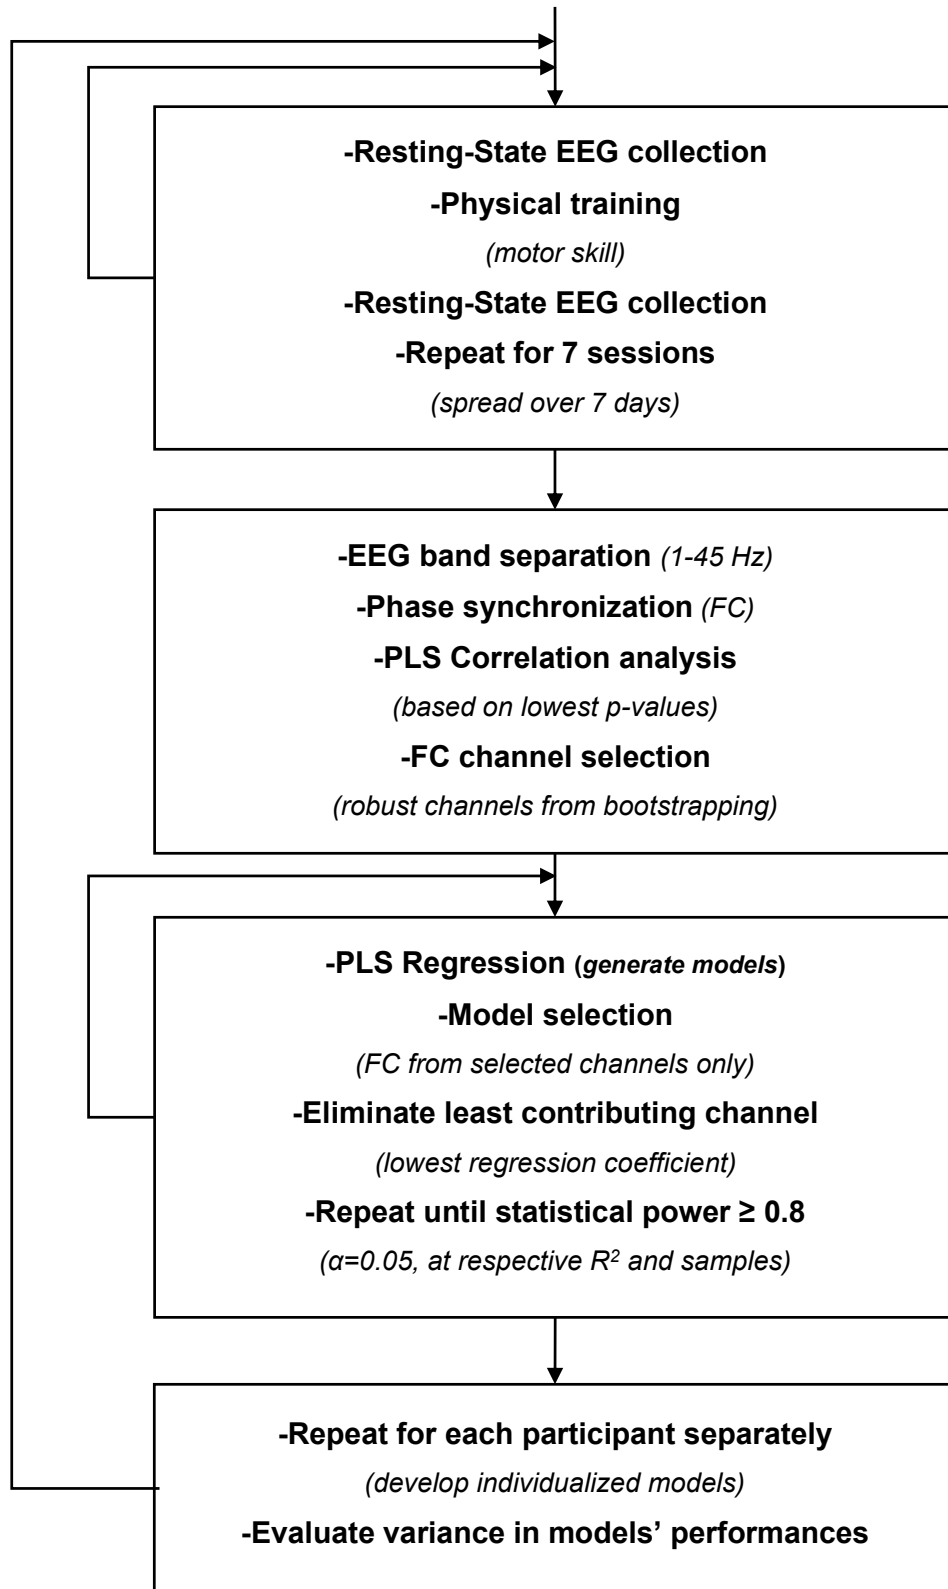 -Resting-State EEG collection
-Physical training
(motor skill)
-Resting-State EEG collection
-Repeat for 7 sessions
(spread over 7 days)
-EEG band separation (1-45 Hz)
-Phase synchronization (FC)
-PLS Correlation analysis
(based on lowest p-values)
-FC channel selection
(robust channels from bootstrapping)
-PLS Regression (generate models)
-Model selection
(FC from selected channels only)
-Eliminate least contributing channel
(lowest regression coefficient)
-Repeat until statistical power ≥ 0.8
(α=0.05, at respective R² and samples)
-Repeat for each participant separately
(develop individualized models)
-Evaluate variance in models’ performances